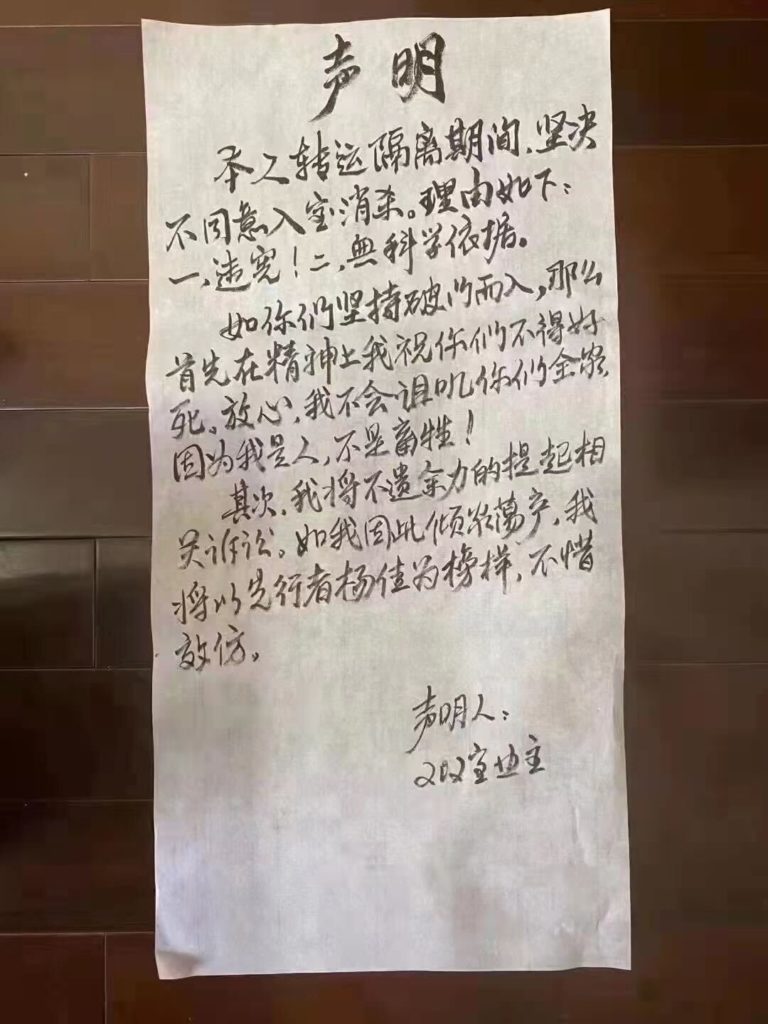 声明
本人转运隔离期间，坚决
不同意入室消杀。理由如下：
一，违宪！二，无科学依据。
如你们坚持破门而入，那么
首先在精神上我祝你们不得好
死。放心，我不会诅咒你们全家，
因为我是人，不是畜牲！
其次，我将不遗余力的提起相
关诉讼。如我因此倾家荡产，我
将以先行者杨佳为榜样，不惜
效仿。
声明人：
202室业主